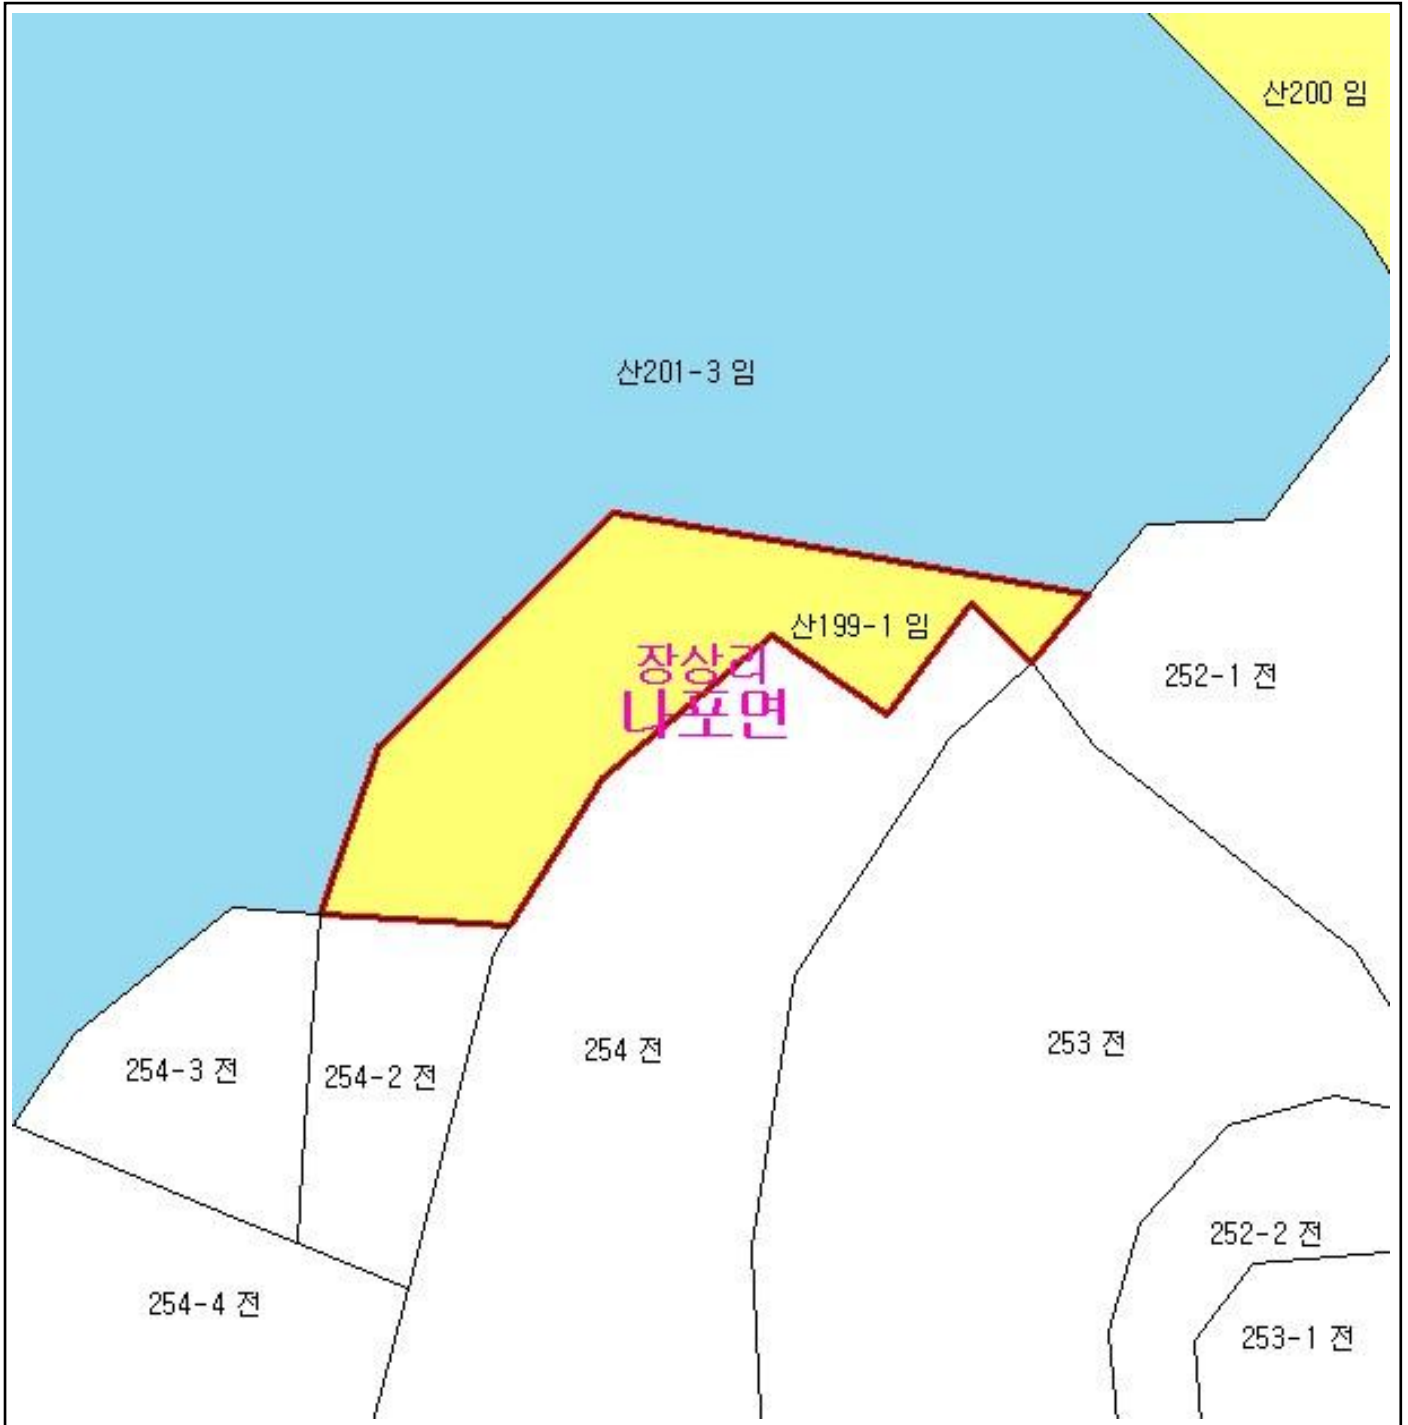 산200 임
산201-3 임
산199-1 임
장상리
나포면
252-1 전
254 전
253 전
254-3 전
254-2 전
252-2 전
254-4 전
253-1 전